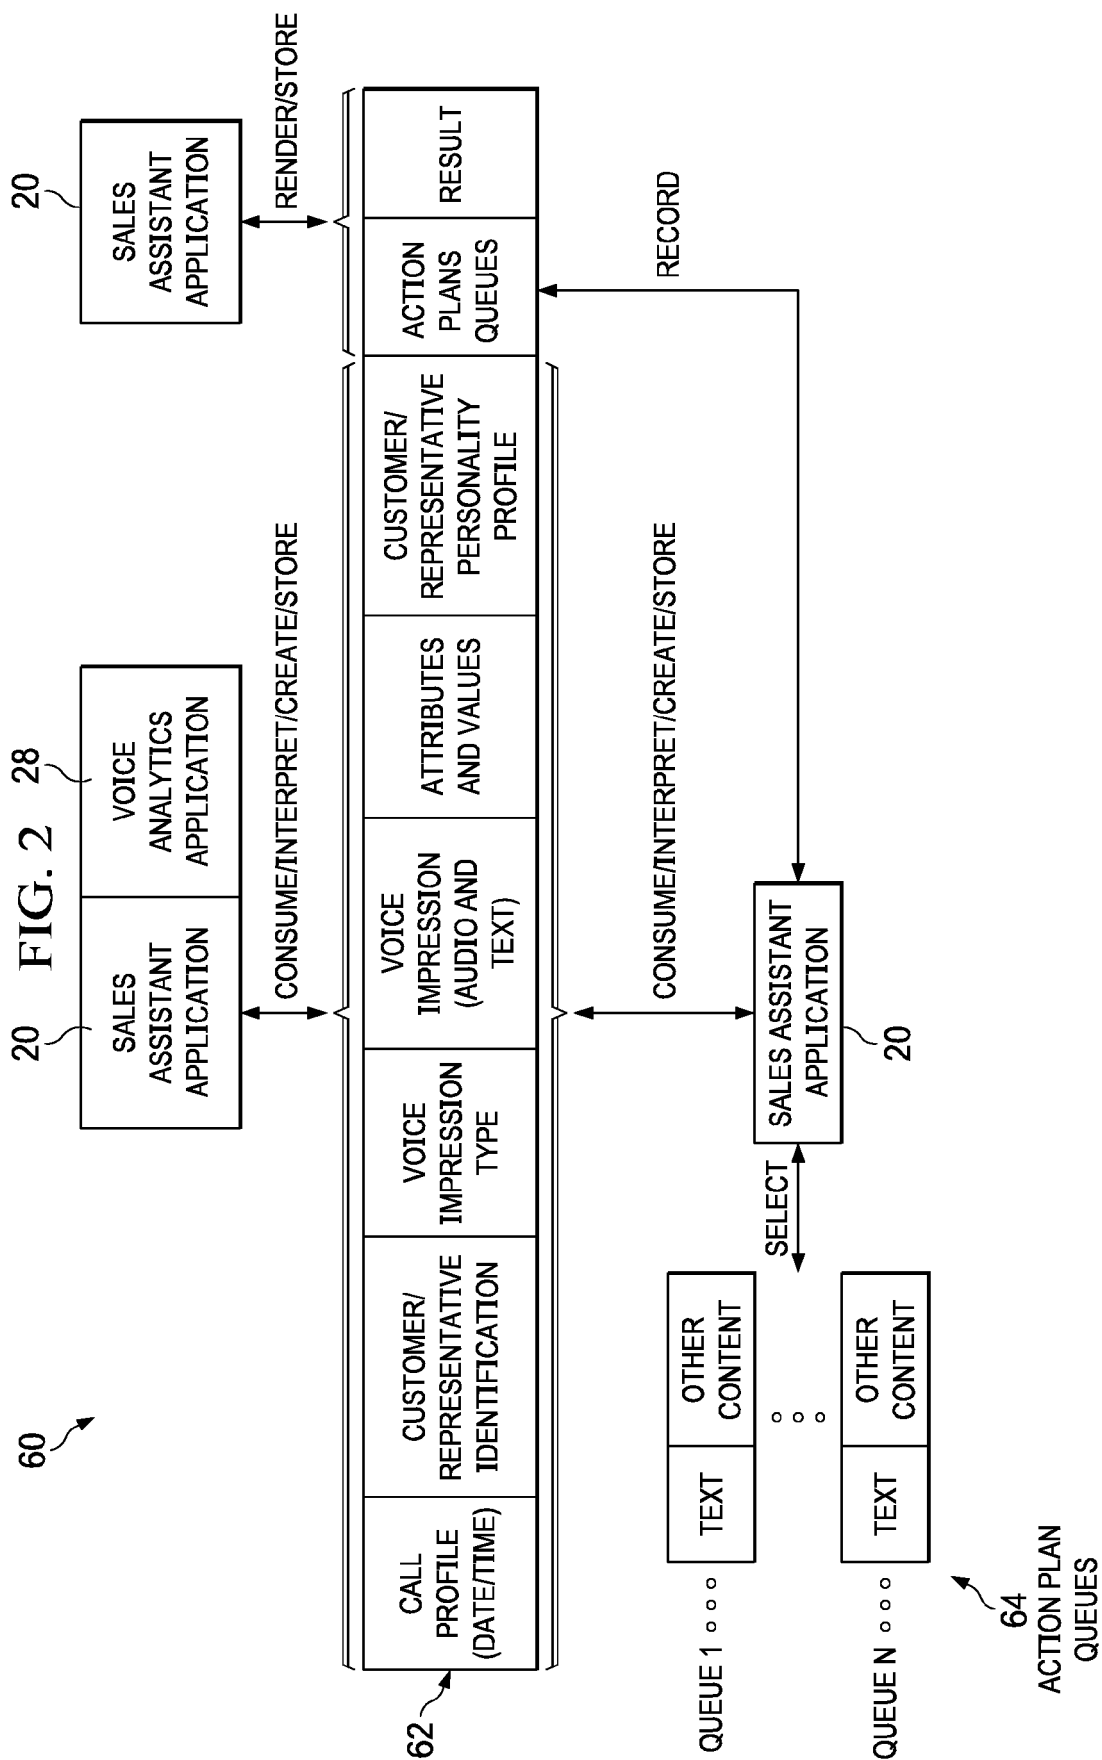 FIG. 2
60
20
SALES
ASSISTANT
APPLICATION
28
VOICE
ANALYTICS
APPLICATION
20
SALES
ASSISTANT
APPLICATION
CONSUME/INTERPRET/CREATE/STORE
RENDER/STORE
62
CALL
PROFILE
(DATE/TIME)
CUSTOMER/
REPRESENTATIVE
IDENTIFICATION
VOICE
IMPRESSION
TYPE
VOICE
IMPRESSION
(AUDIO AND
TEXT)
ATTRIBUTES
AND VALUES
CUSTOMER/
REPRESENTATIVE
PERSONALITY
PROFILE
ACTION
PLANS
QUEUES
RESULT
CONSUME/INTERPRET/CREATE/STORE
RECORD
QUEUE 1
TEXT
OTHER
CONTENT
SELECT
SALES ASSISTANT
APPLICATION
20
QUEUE N
TEXT
OTHER
CONTENT
64
ACTION PLAN
QUEUES